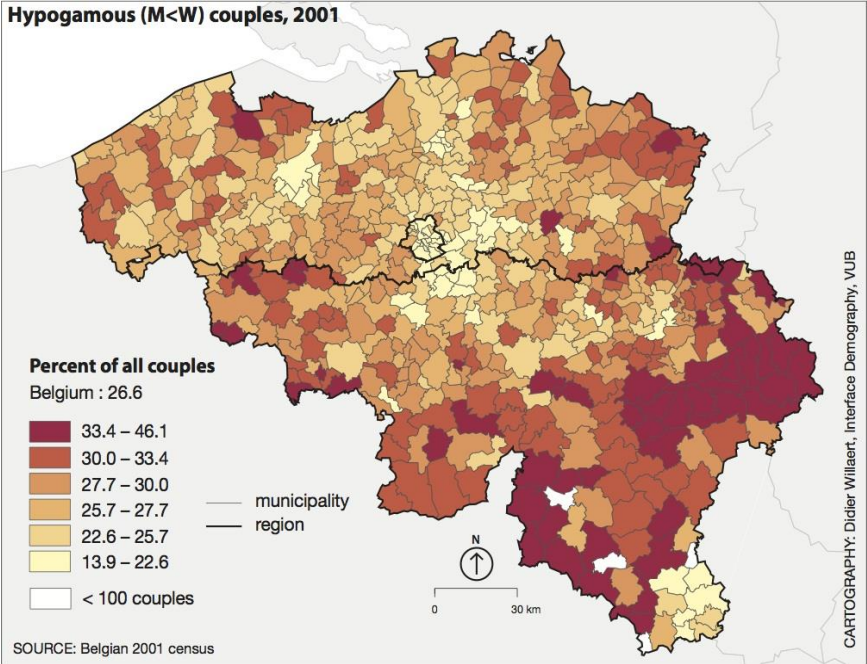 Hypogamous (M<W) couples, 2001
Percent of all couples
Belgium : 26.6
33.4 – 46.1
30.0 – 33.4
27.7 – 30.0
25.7 – 27.7
22.6 – 25.7
13.9 – 22.6
< 100 couples
municipality
region
N
0 30 km
SOURCE: Belgian 2001 census
CARTOGRAPHY: Didier Willaert, Interface Demography, VUB